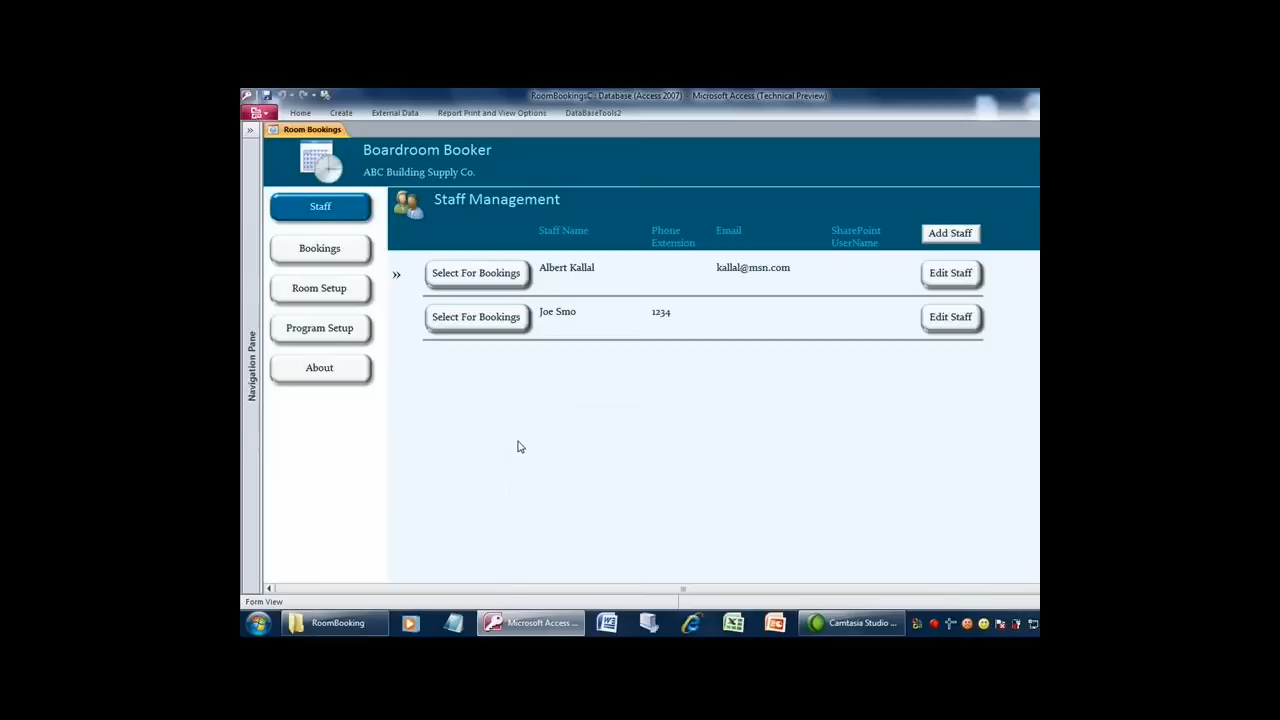 RoomBookingsC : Database (Access 2007) - Microsoft Access (Technical Preview)
Home Create External Data Report Print and View Options DataBaseTools2
» Room Bookings
Boardroom Booker
ABC Building Supply Co.
Staff
Bookings
Room Setup
Program Setup
About
Navigation Pane
Staff Management
Staff Name Phone Extension Email SharePoint UserName Add Staff
» Select For Bookings Albert Kallal kallal@msn.com Edit Staff
Select For Bookings Joe Smo 1234 Edit Staff
Form View
RoomBooking Microsoft Access ... Camtasia Studio ...